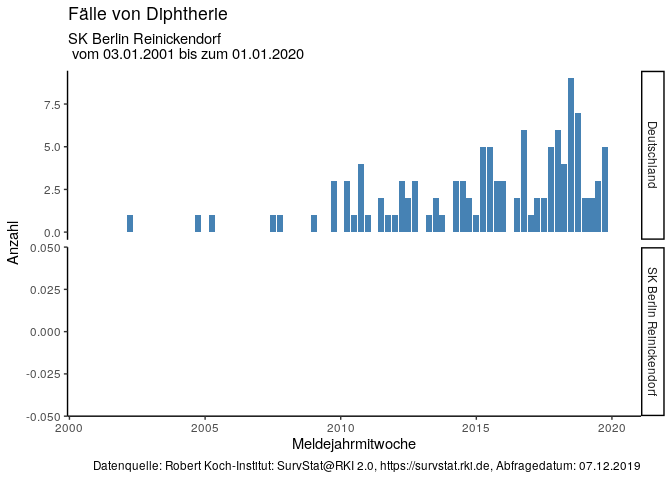 Fälle von Diphtherie
SK Berlin Reinickendorf
vom 03.01.2001 bis zum 01.01.2020
Anzahl
7.5
5.0
2.5
0.0
Deutschland
0.050
0.025
0.000
-0.025
-0.050
SK Berlin Reinickendorf
2000 2005 2010 2015 2020
Meldejahrmitwoche
Datenquelle: Robert Koch-Institut: SurvStat@RKI 2.0, https://survstat.rki.de, Abfragedatum: 07.12.2019